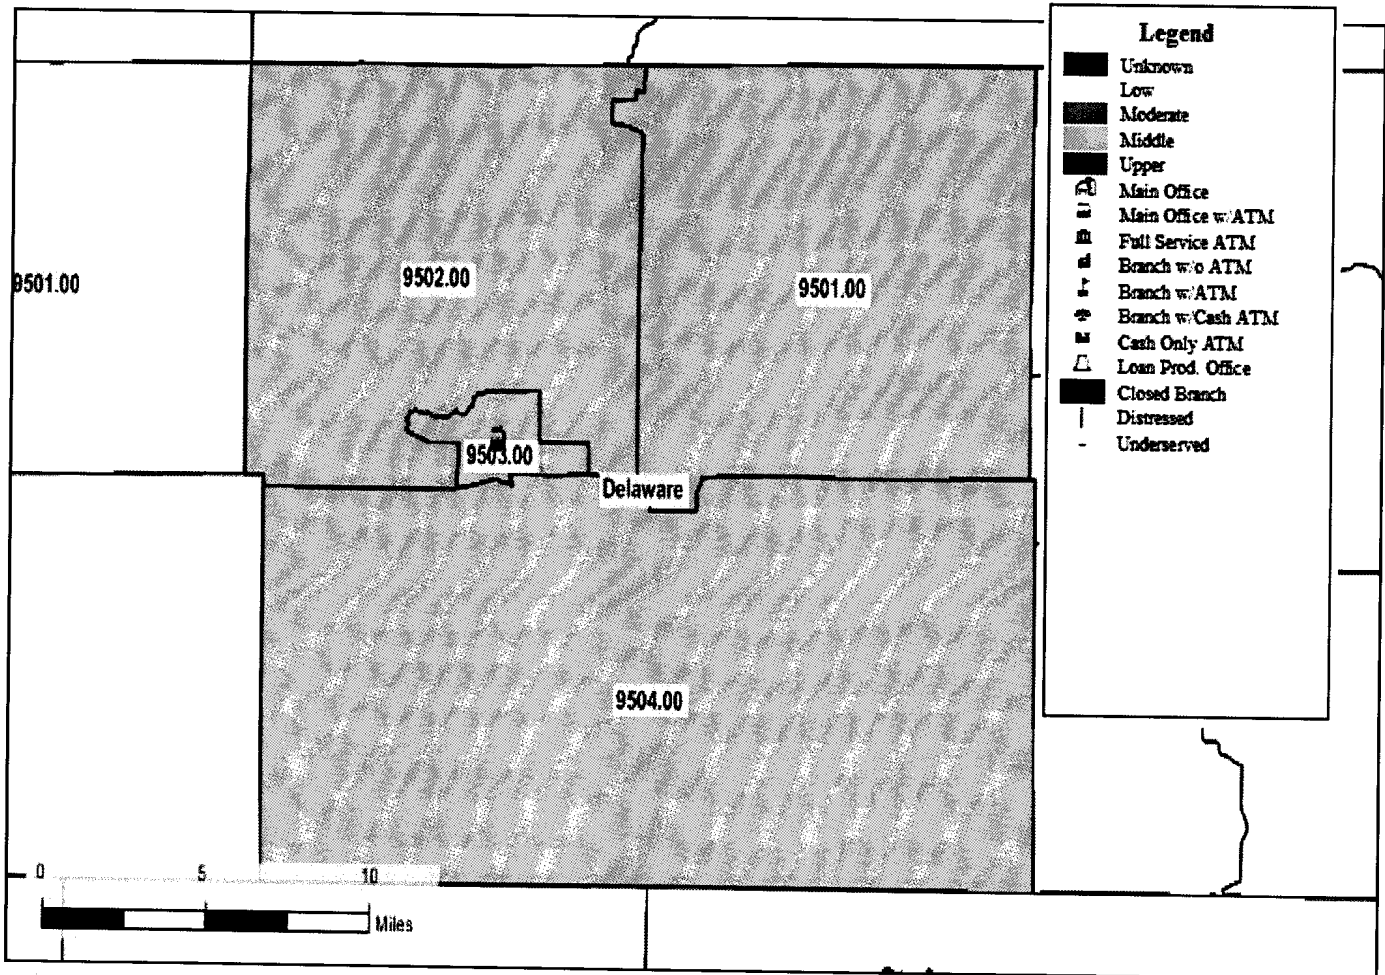 Legend
Unknown
Low
Moderate
Middle
Upper
Main Office
Main Office w/ATM
Full Service ATM
Branch w/o ATM
Branch w/ATM
Branch w/Cash ATM
Cash Only ATM
Loan Prod. Office
Closed Branch
Distressed
Underserved
9501.00
9502.00
9501.00
9503.00
Delaware
9504.00
0 5 10
Miles